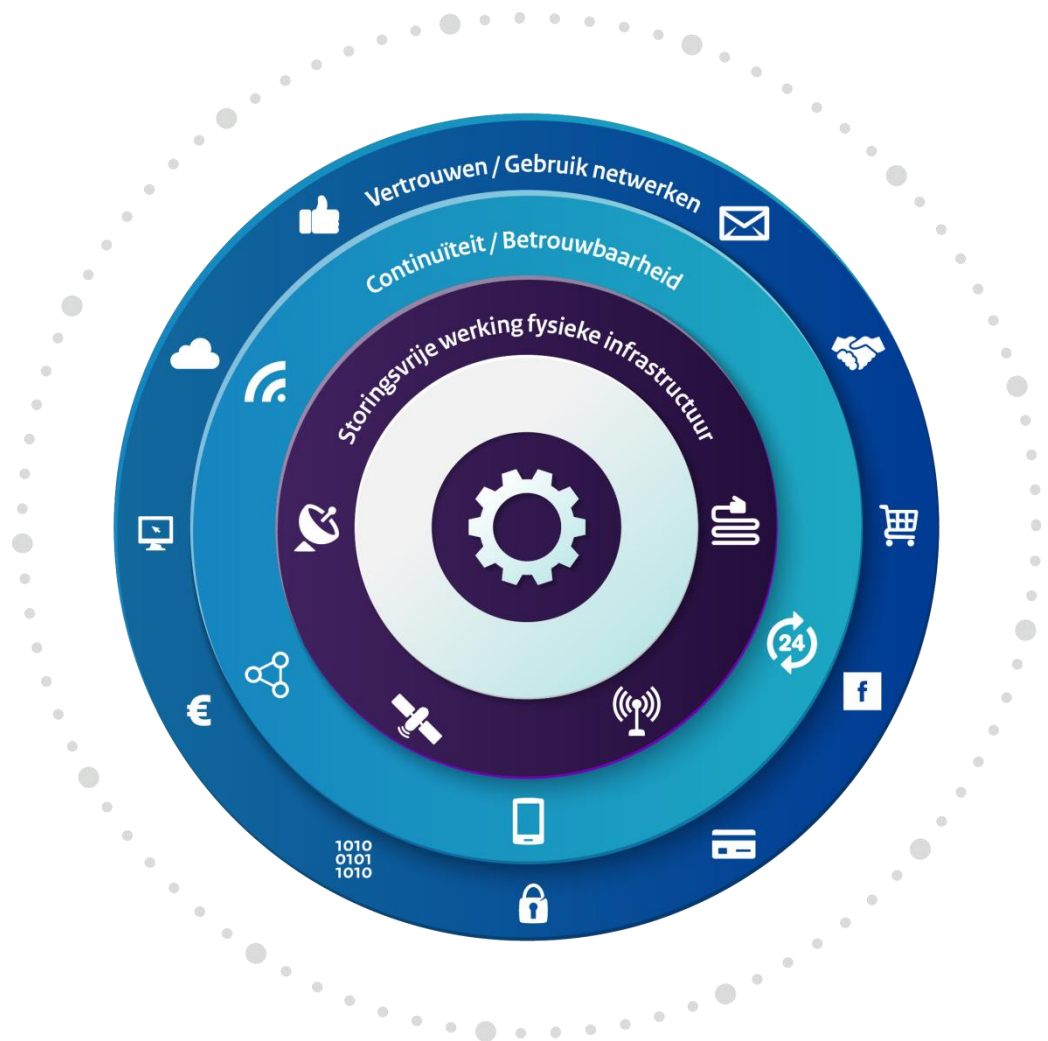 Vertrouwen / Gebruik netwerken
Continuïteit / Betrouwbaarheid
Storingsvrije werking fysieke infrastructuur
24
f
€
1010
0101
1010